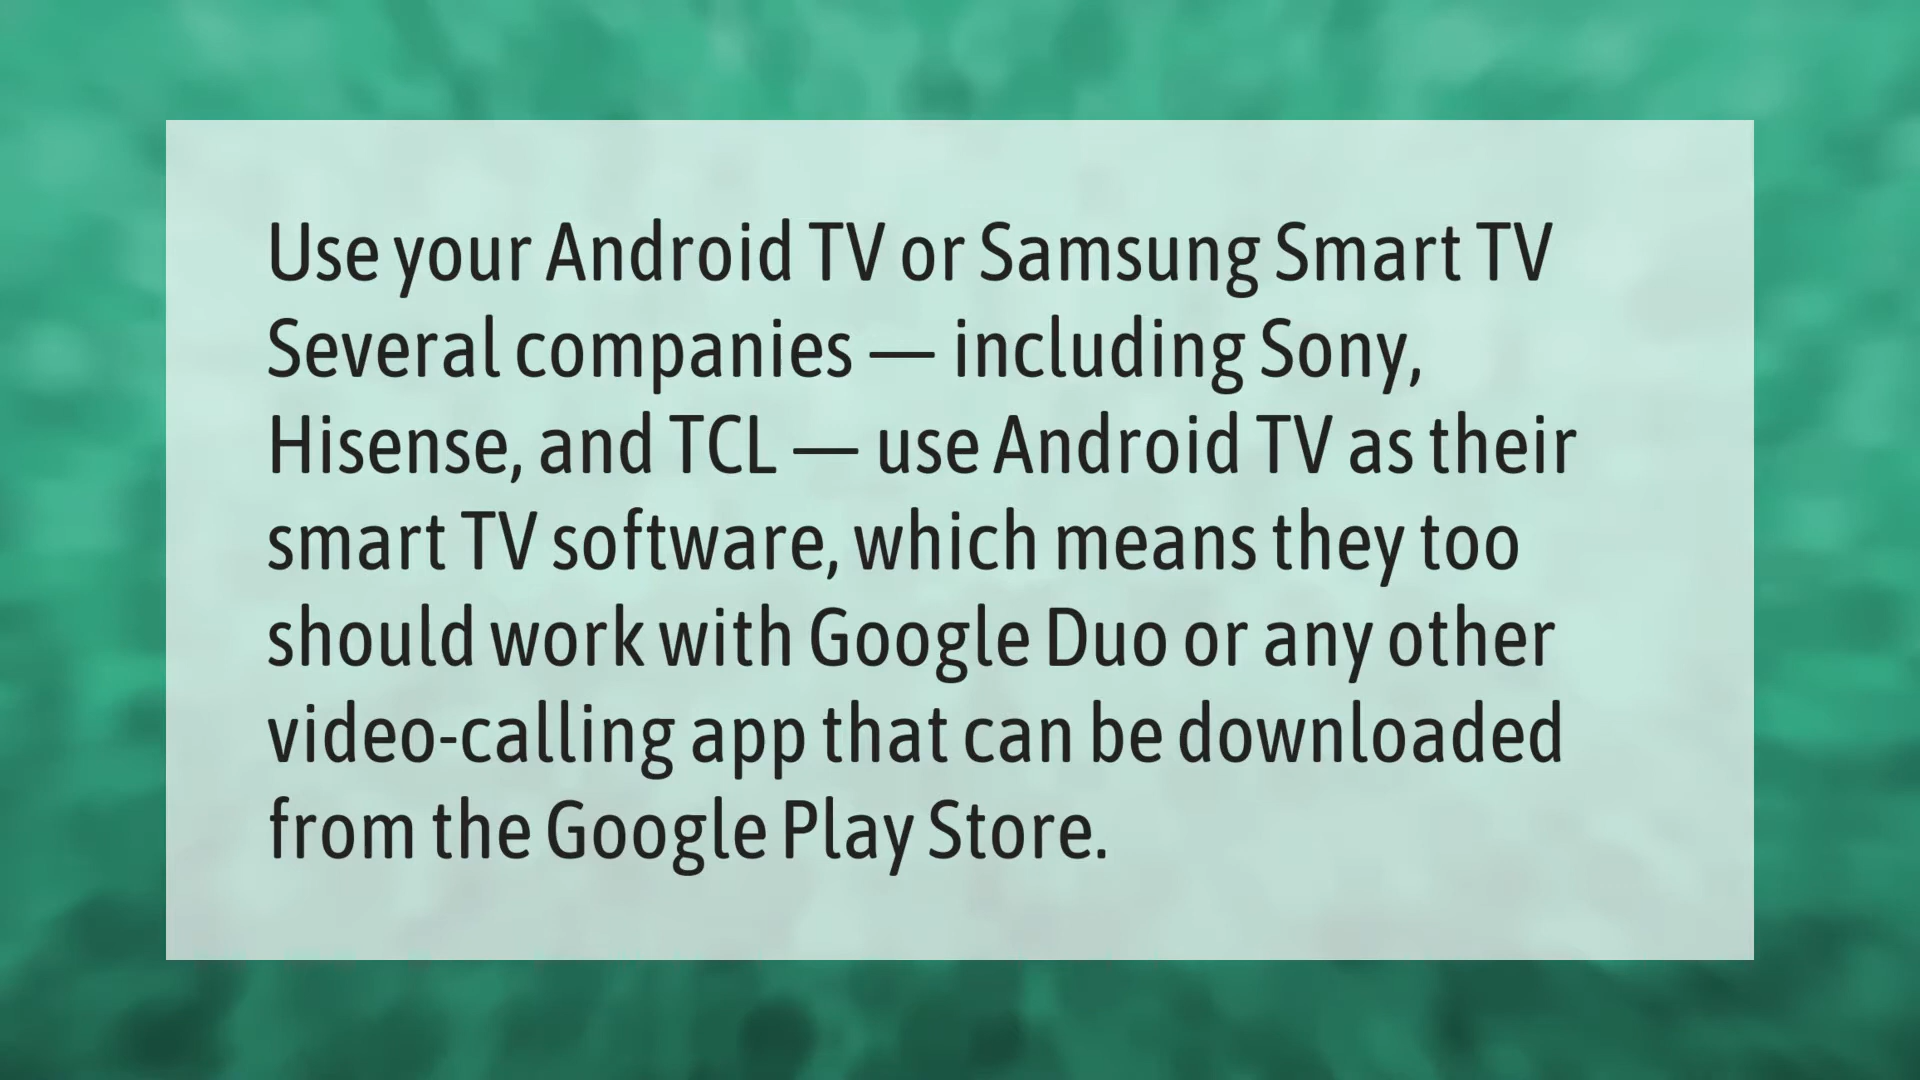 Use your Android TV or Samsung Smart TV
Several companies — including Sony,
Hisense, and TCL — use Android TV as their
smart TV software, which means they too
should work with Google Duo or any other
video-calling app that can be downloaded
from the Google Play Store.